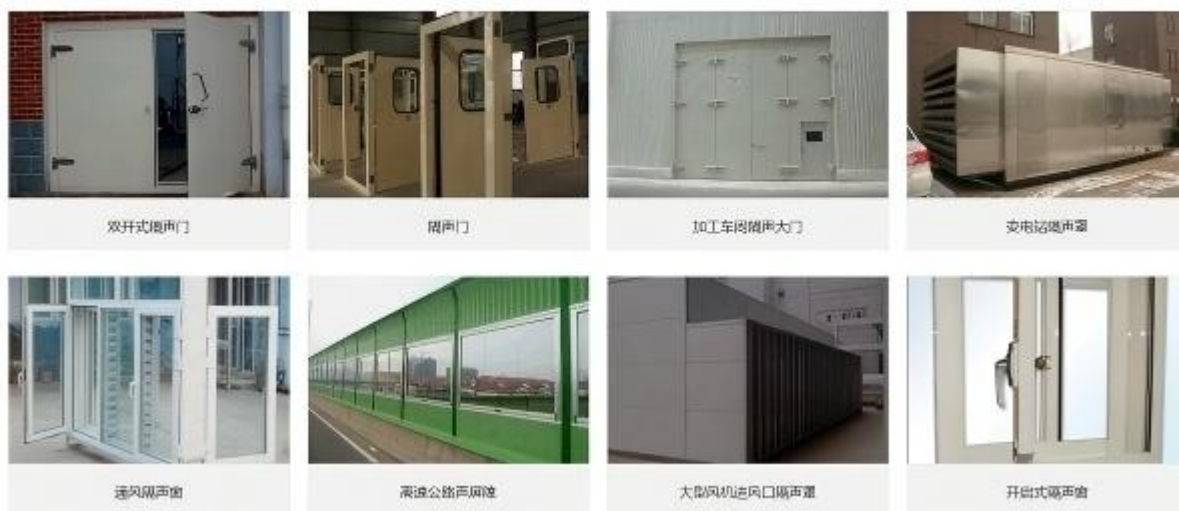 双开式隔声门
隔声门
加工车间隔声大门
变电站隔声罩
通风隔声窗
高速公路声屏障
大型风机进风口隔声罩
开启式隔声窗